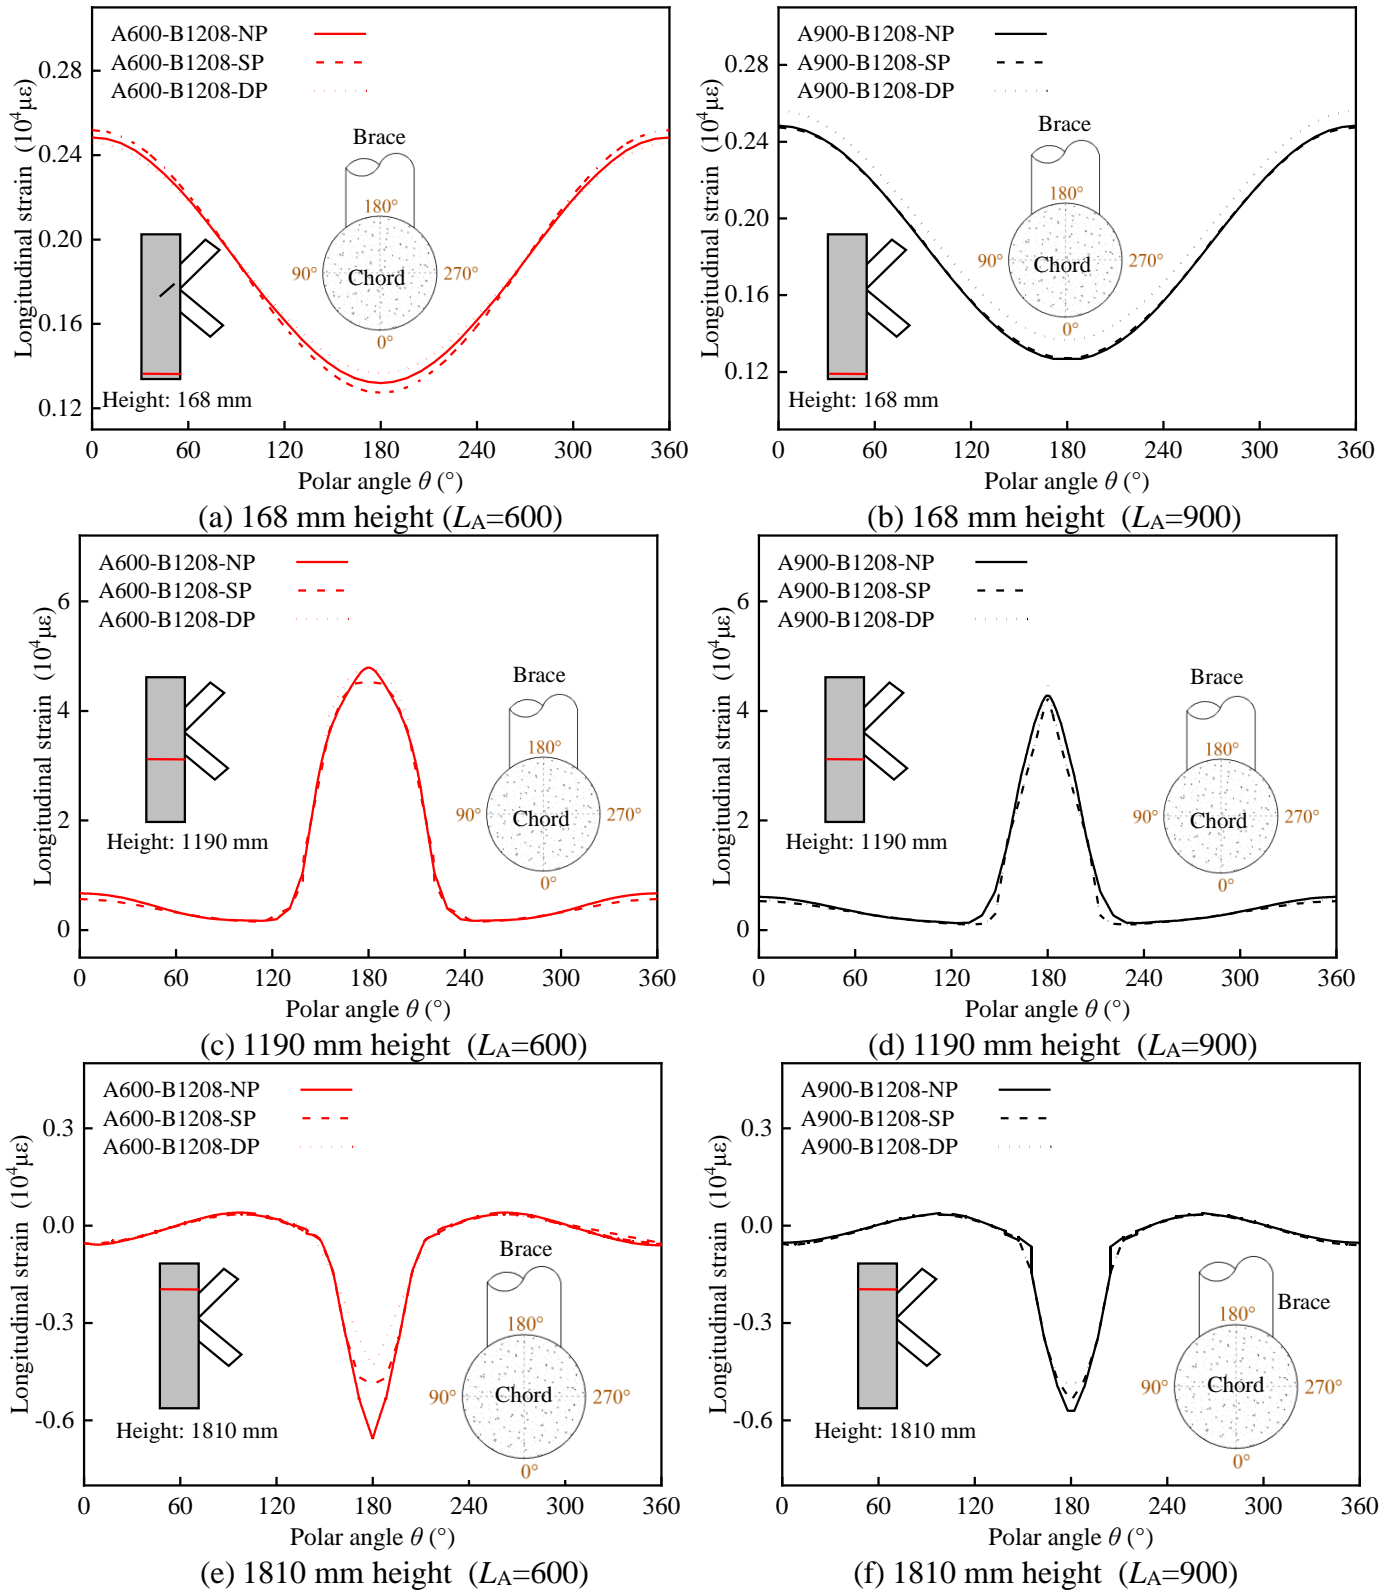 A600-B1208-NP
A600-B1208-SP
A600-B1208-DP
Longitudinal strain (10⁴με)
0.28
0.24
0.20
0.16
0.12
Brace
180°
90°
Chord
270°
0°
Height: 168 mm
0
60
120
180
240
300
360
Polar angle θ (°)
(a) 168 mm height (L_A=600)
A900-B1208-NP
A900-B1208-SP
A900-B1208-DP
Longitudinal strain (10⁴με)
0.28
0.24
0.20
0.16
0.12
Brace
180°
90°
Chord
270°
0°
Height: 168 mm
0
60
120
180
240
300
360
Polar angle θ (°)
(b) 168 mm height (L_A=900)
A600-B1208-NP
A600-B1208-SP
A600-B1208-DP
Longitudinal strain (10⁴με)
6
4
2
0
Brace
180°
90°
Chord
270°
0°
Height: 1190 mm
0
60
120
180
240
300
360
Polar angle θ (°)
(c) 1190 mm height (L_A=600)
A900-B1208-NP
A900-B1208-SP
A900-B1208-DP
Longitudinal strain (10⁴με)
6
4
2
0
Brace
180°
90°
Chord
270°
0°
Height: 1190 mm
0
60
120
180
240
300
360
Polar angle θ (°)
(d) 1190 mm height (L_A=900)
A600-B1208-NP
A600-B1208-SP
A600-B1208-DP
Longitudinal strain (10⁴με)
0.3
0.0
-0.3
-0.6
Brace
180°
90°
Chord
270°
0°
Height: 1810 mm
0
60
120
180
240
300
360
Polar angle θ (°)
(e) 1810 mm height (L_A=600)
A900-B1208-NP
A900-B1208-SP
A900-B1208-DP
Longitudinal strain (10⁴με)
0.3
0.0
-0.3
-0.6
Brace
180°
90°
Chord
270°
0°
Height: 1810 mm
0
60
120
180
240
300
360
Polar angle θ (°)
(f) 1810 mm height (L_A=900)